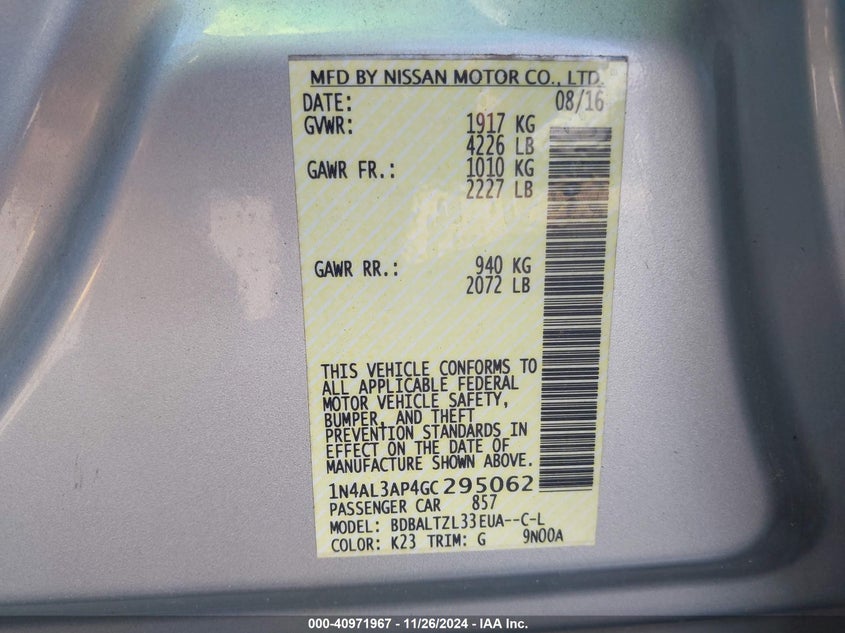 MFD BY NISSAN MOTOR CO., LTD.
DATE: 08/16
GVWR: 1917 KG
4226 LB
GAWR FR.: 1010 KG
2227 LB
GAWR RR.: 940 KG
2072 LB
THIS VEHICLE CONFORMS TO
ALL APPLICABLE FEDERAL
MOTOR VEHICLE SAFETY,
BUMPER, AND THEFT
PREVENTION STANDARDS IN
EFFECT ON THE DATE OF
MANUFACTURE SHOWN ABOVE.
1N4AL3AP4GC295062
PASSENGER CAR 857
MODEL: BDBALTZL33EUA--C-L
COLOR: K23 TRIM: G 9N00A
000-40971967 - 11/26/2024 - IAA Inc.